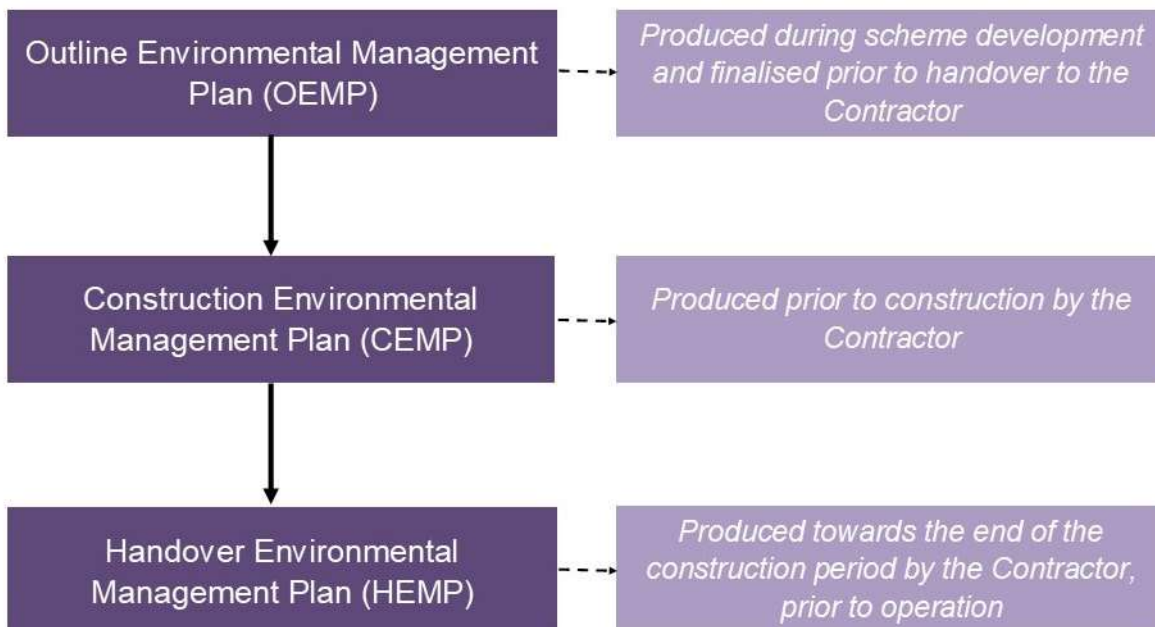 Outline Environmental Management
Plan (OEMP)
Produced during scheme development
and finalised prior to handover to the
Contractor
Construction Environmental
Management Plan (CEMP)
Produced prior to construction by the
Contractor
Handover Environmental
Management Plan (HEMP)
Produced towards the end of the
construction period by the Contractor,
prior to operation